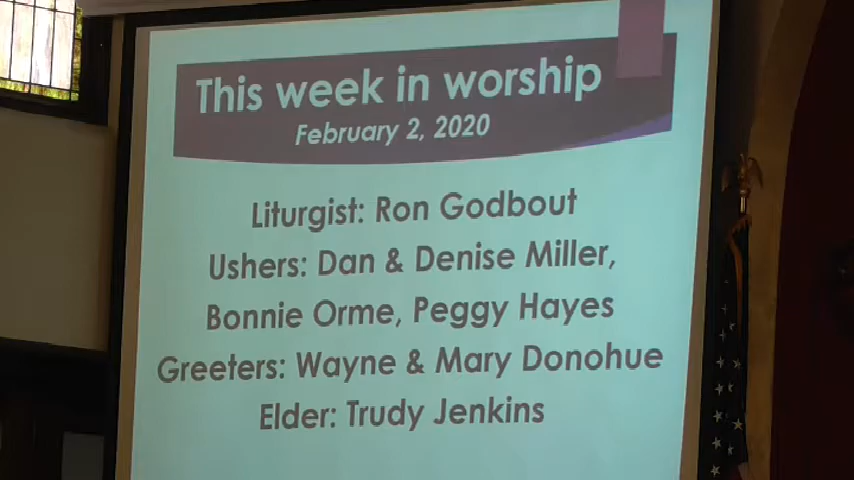 This week in worship
February 2, 2020
Liturgist: Ron Godbout
Ushers: Dan & Denise Miller,
Bonnie Orme, Peggy Hayes
Greeters: Wayne & Mary Donohue
Elder: Trudy Jenkins